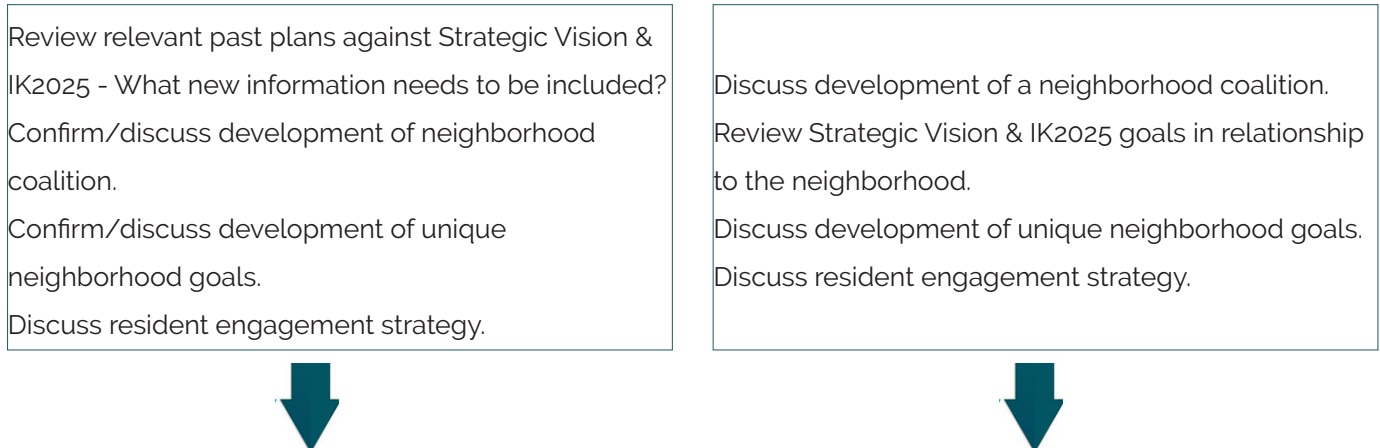 Review relevant past plans against Strategic Vision &
IK2025 - What new information needs to be included?
Confirm/discuss development of neighborhood
coalition.
Confirm/discuss development of unique
neighborhood goals.
Discuss resident engagement strategy.
Discuss development of a neighborhood coalition.
Review Strategic Vision & IK2025 goals in relationship
to the neighborhood.
Discuss development of unique neighborhood goals.
Discuss resident engagement strategy.